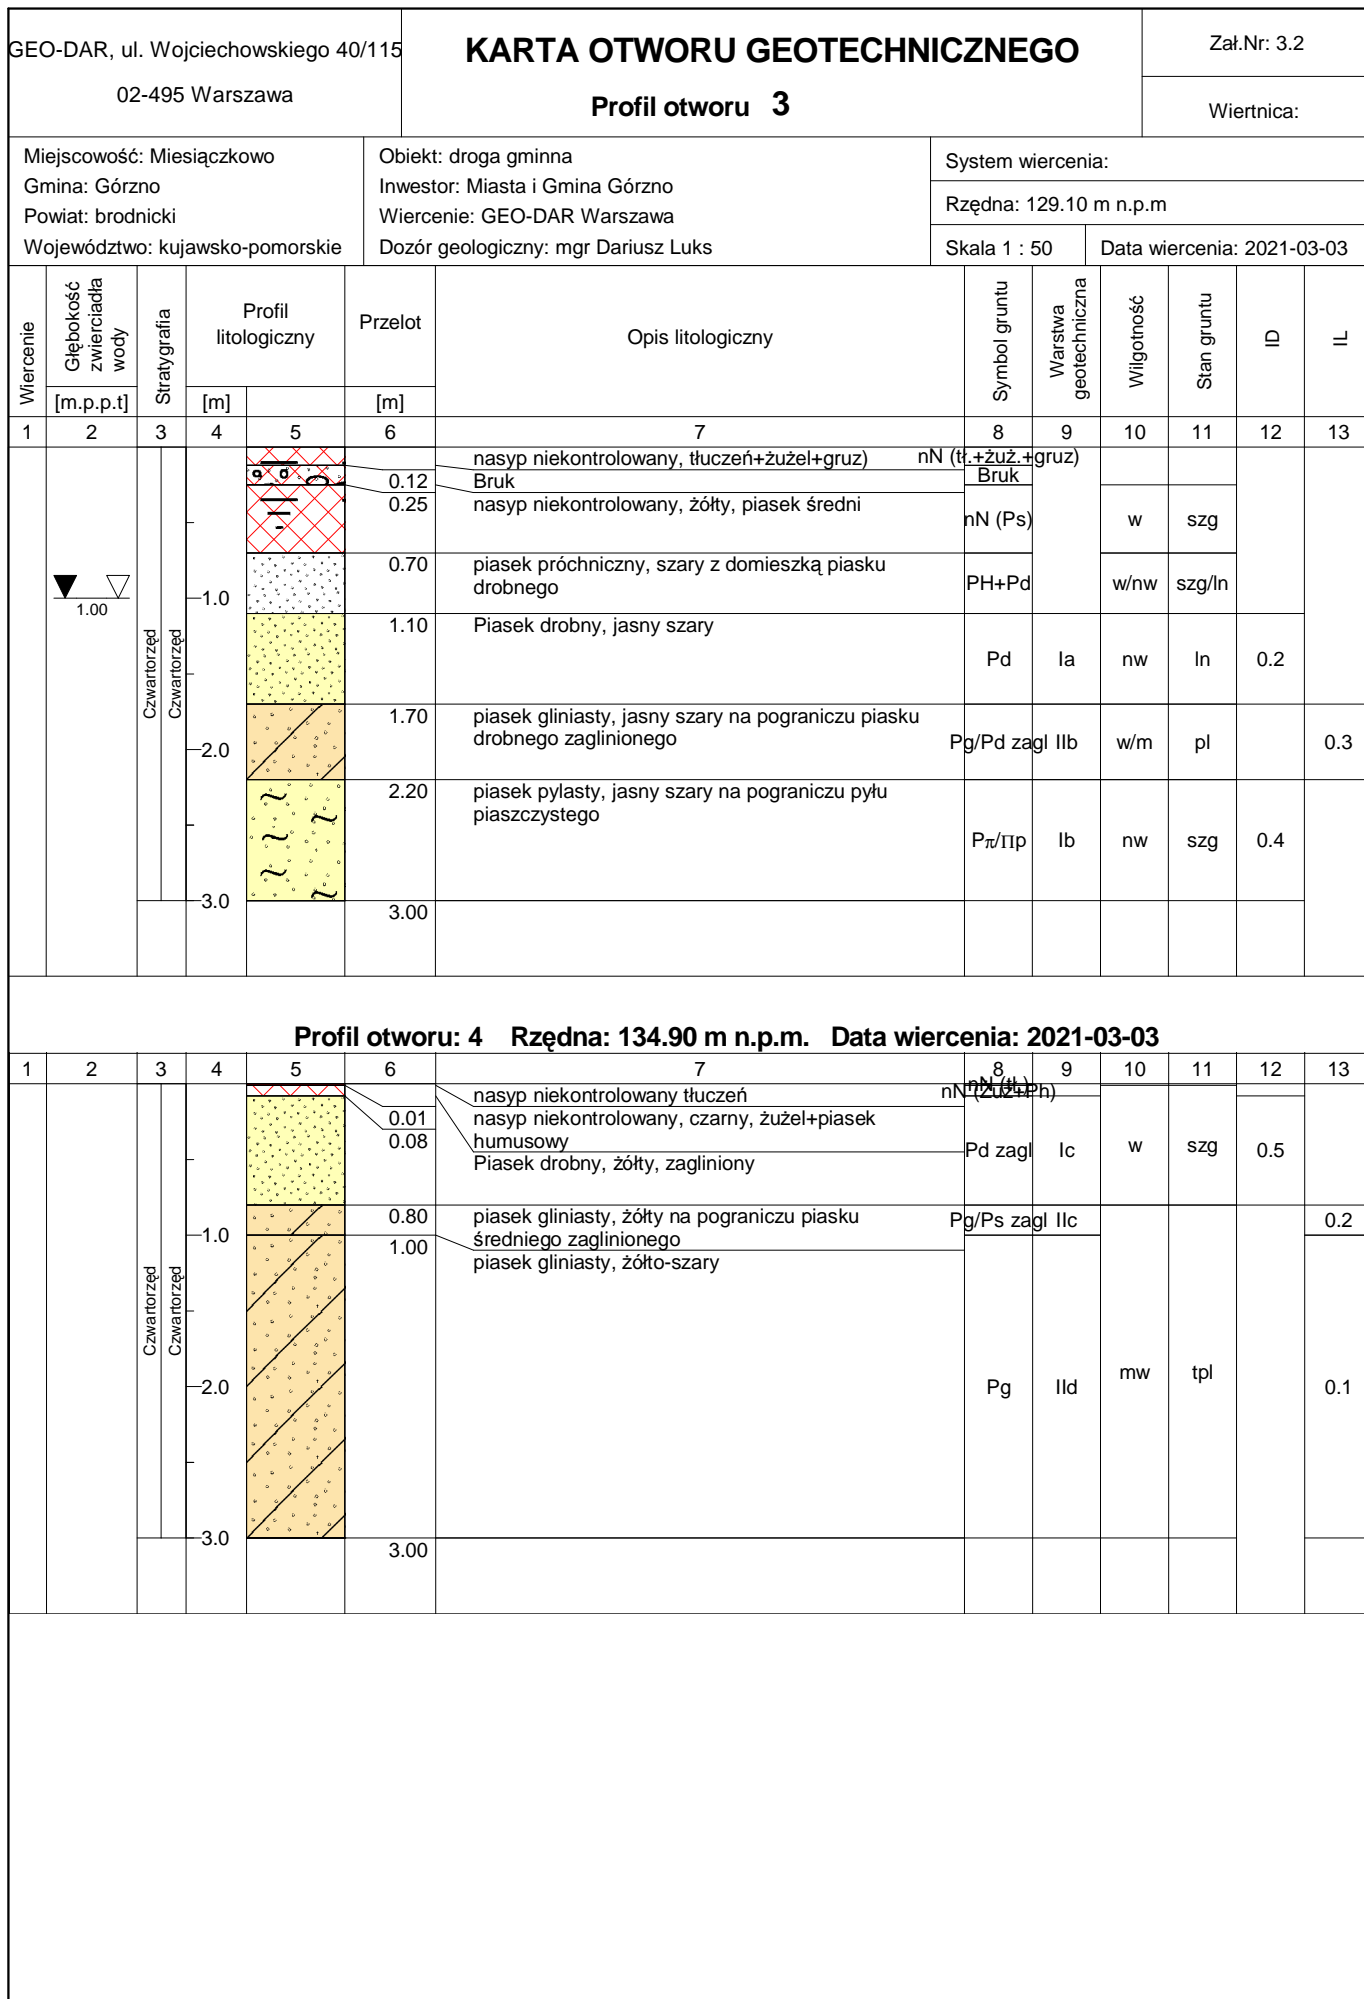 GEO-DAR, ul. Wojciechowskiego 40/115
02-495 Warszawa
KARTA OTWORU GEOTECHNICZNEGO
Profil otworu 3
Zał.Nr: 3.2
Wiertnica:
Miejscowość: Miesiączkowo
Gmina: Górzno
Powiat: brodnicki
Województwo: kujawsko-pomorskie
Obiekt: droga gminna
Inwestor: Miasta i Gmina Górzno
Wiercenie: GEO-DAR Warszawa
Dozór geologiczny: mgr Dariusz Luks
System wiercenia:
Rzędna: 129.10 m n.p.m
Skala 1 : 50
Data wiercenia: 2021-03-03
Wiercenie
Głębokość
zwierciadła
wody
[m.p.p.t]
Stratygrafia
Profil
litologiczny
[m]
Przelot
[m]
Opis litologiczny
Symbol gruntu
Warstwa
geotechniczna
Wilgotność
Stan gruntu
ID
IL
1 2 3 4 5 6 7 8 9 10 11 12 13
nasyp niekontrolowany, tłuczeń+żużel+gruz) nN (tł.+żuż.+gruz)
0.12 Bruk Bruk
0.25 nasyp niekontrolowany, żółty, piasek średni
nN (Ps) w szg
0.70 piasek próchniczny, szary z domieszką piasku
drobnego
PH+Pd w/nw szg/ln
1.00
1.0
1.10 Piasek drobny, jasny szary
Pd Ia nw ln 0.2
Czwartorzęd
Czwartorzęd
1.70 piasek gliniasty, jasny szary na pograniczu piasku
drobnego zaglinionego
2.0
Pg/Pd zagl IIb w/m pl 0.3
2.20 piasek pylasty, jasny szary na pograniczu pyłu
piaszczystego
Pπ/Πp Ib nw szg 0.4
3.0
3.00
Profil otworu: 4 Rzędna: 134.90 m n.p.m. Data wiercenia: 2021-03-03
1 2 3 4 5 6 7 8 9 10 11 12 13
nasyp niekontrolowany tłuczeń nN (tł.)
nN (żuż+Ph)
0.01 nasyp niekontrolowany, czarny, żużel+piasek
humusowy
0.08
Piasek drobny, żółty, zagliniony
Pd zagl Ic w szg 0.5
0.80 piasek gliniasty, żółty na pograniczu piasku
średniego zaglinionego
Pg/Ps zagl IIc 0.2
1.0
1.00
piasek gliniasty, żółto-szary
Czwartorzęd
Czwartorzęd
2.0
Pg IId mw tpl 0.1
3.0
3.00